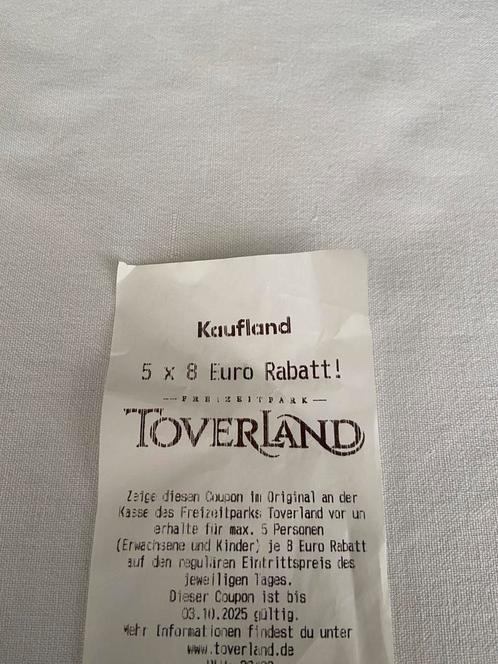 Kaufland
5 x 8 Euro Rabatt!
FREIZEITPARK
TOVERLAND
Zeige diesen Coupon im Original an der
Kasse des Freizeitparks Toverland vor un
erhalte für max. 5 Personen
(Erwachsene und Kinder) je 8 Euro Rabatt
auf den regulären Eintrittspreis des
jeweiligen Tages.
Dieser Coupon ist bis
03.10.2025 gültig.
Mehr Informationen findest du unter
www.toverland.de